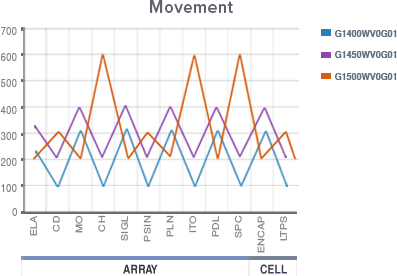 Movement
700
600
500
400
300
200
100
0
ELA
CD
MO
CH
SIGL
PSIN
PLN
ITO
PDL
SPC
ENCAP
LTPS
ARRAY
CELL
G1400WV0G01
G1450WV0G01
G1500WV0G01